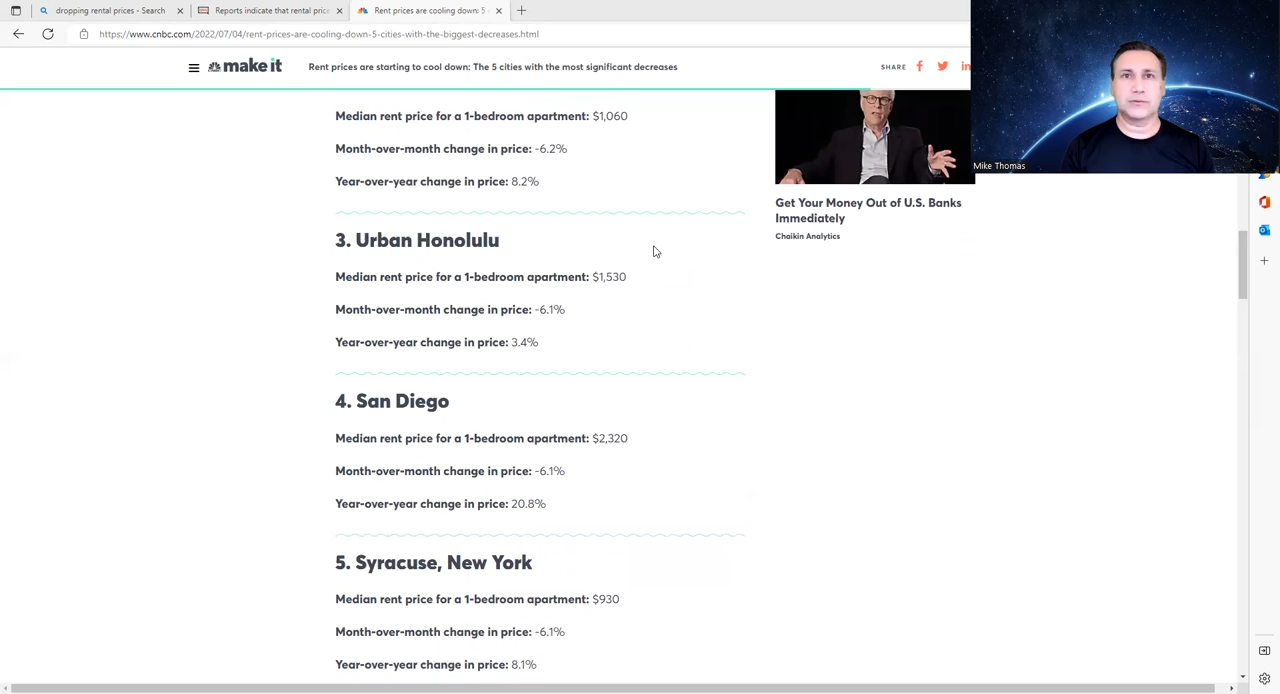 dropping rental prices - Search
Reports indicate that rental price
Rent prices are cooling down: 5
https://www.cnbc.com/2022/07/04/rent-prices-are-cooling-down-5-cities-with-the-biggest-decreases.html
make it
Rent prices are starting to cool down: The 5 cities with the most significant decreases
SHARE
Mike Thomas
Median rent price for a 1-bedroom apartment: $1,060
Month-over-month change in price: -6.2%
Year-over-year change in price: 8.2%
Get Your Money Out of U.S. Banks
Immediately
Chaikin Analytics
3. Urban Honolulu
Median rent price for a 1-bedroom apartment: $1,530
Month-over-month change in price: -6.1%
Year-over-year change in price: 3.4%
4. San Diego
Median rent price for a 1-bedroom apartment: $2,320
Month-over-month change in price: -6.1%
Year-over-year change in price: 20.8%
5. Syracuse, New York
Median rent price for a 1-bedroom apartment: $930
Month-over-month change in price: -6.1%
Year-over-year change in price: 8.1%